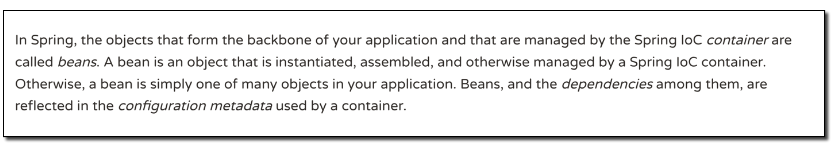 In Spring, the objects that form the backbone of your application and that are managed by the Spring IoC container are
called beans. A bean is an object that is instantiated, assembled, and otherwise managed by a Spring IoC container.
Otherwise, a bean is simply one of many objects in your application. Beans, and the dependencies among them, are
reflected in the configuration metadata used by a container.